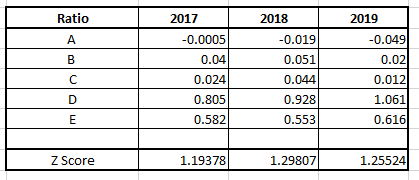 Ratio 2017 2018 2019
A -0.0005 -0.019 -0.049
B 0.04 0.051 0.02
C 0.024 0.044 0.012
D 0.805 0.928 1.061
E 0.582 0.553 0.616
Z Score 1.19378 1.29807 1.25524